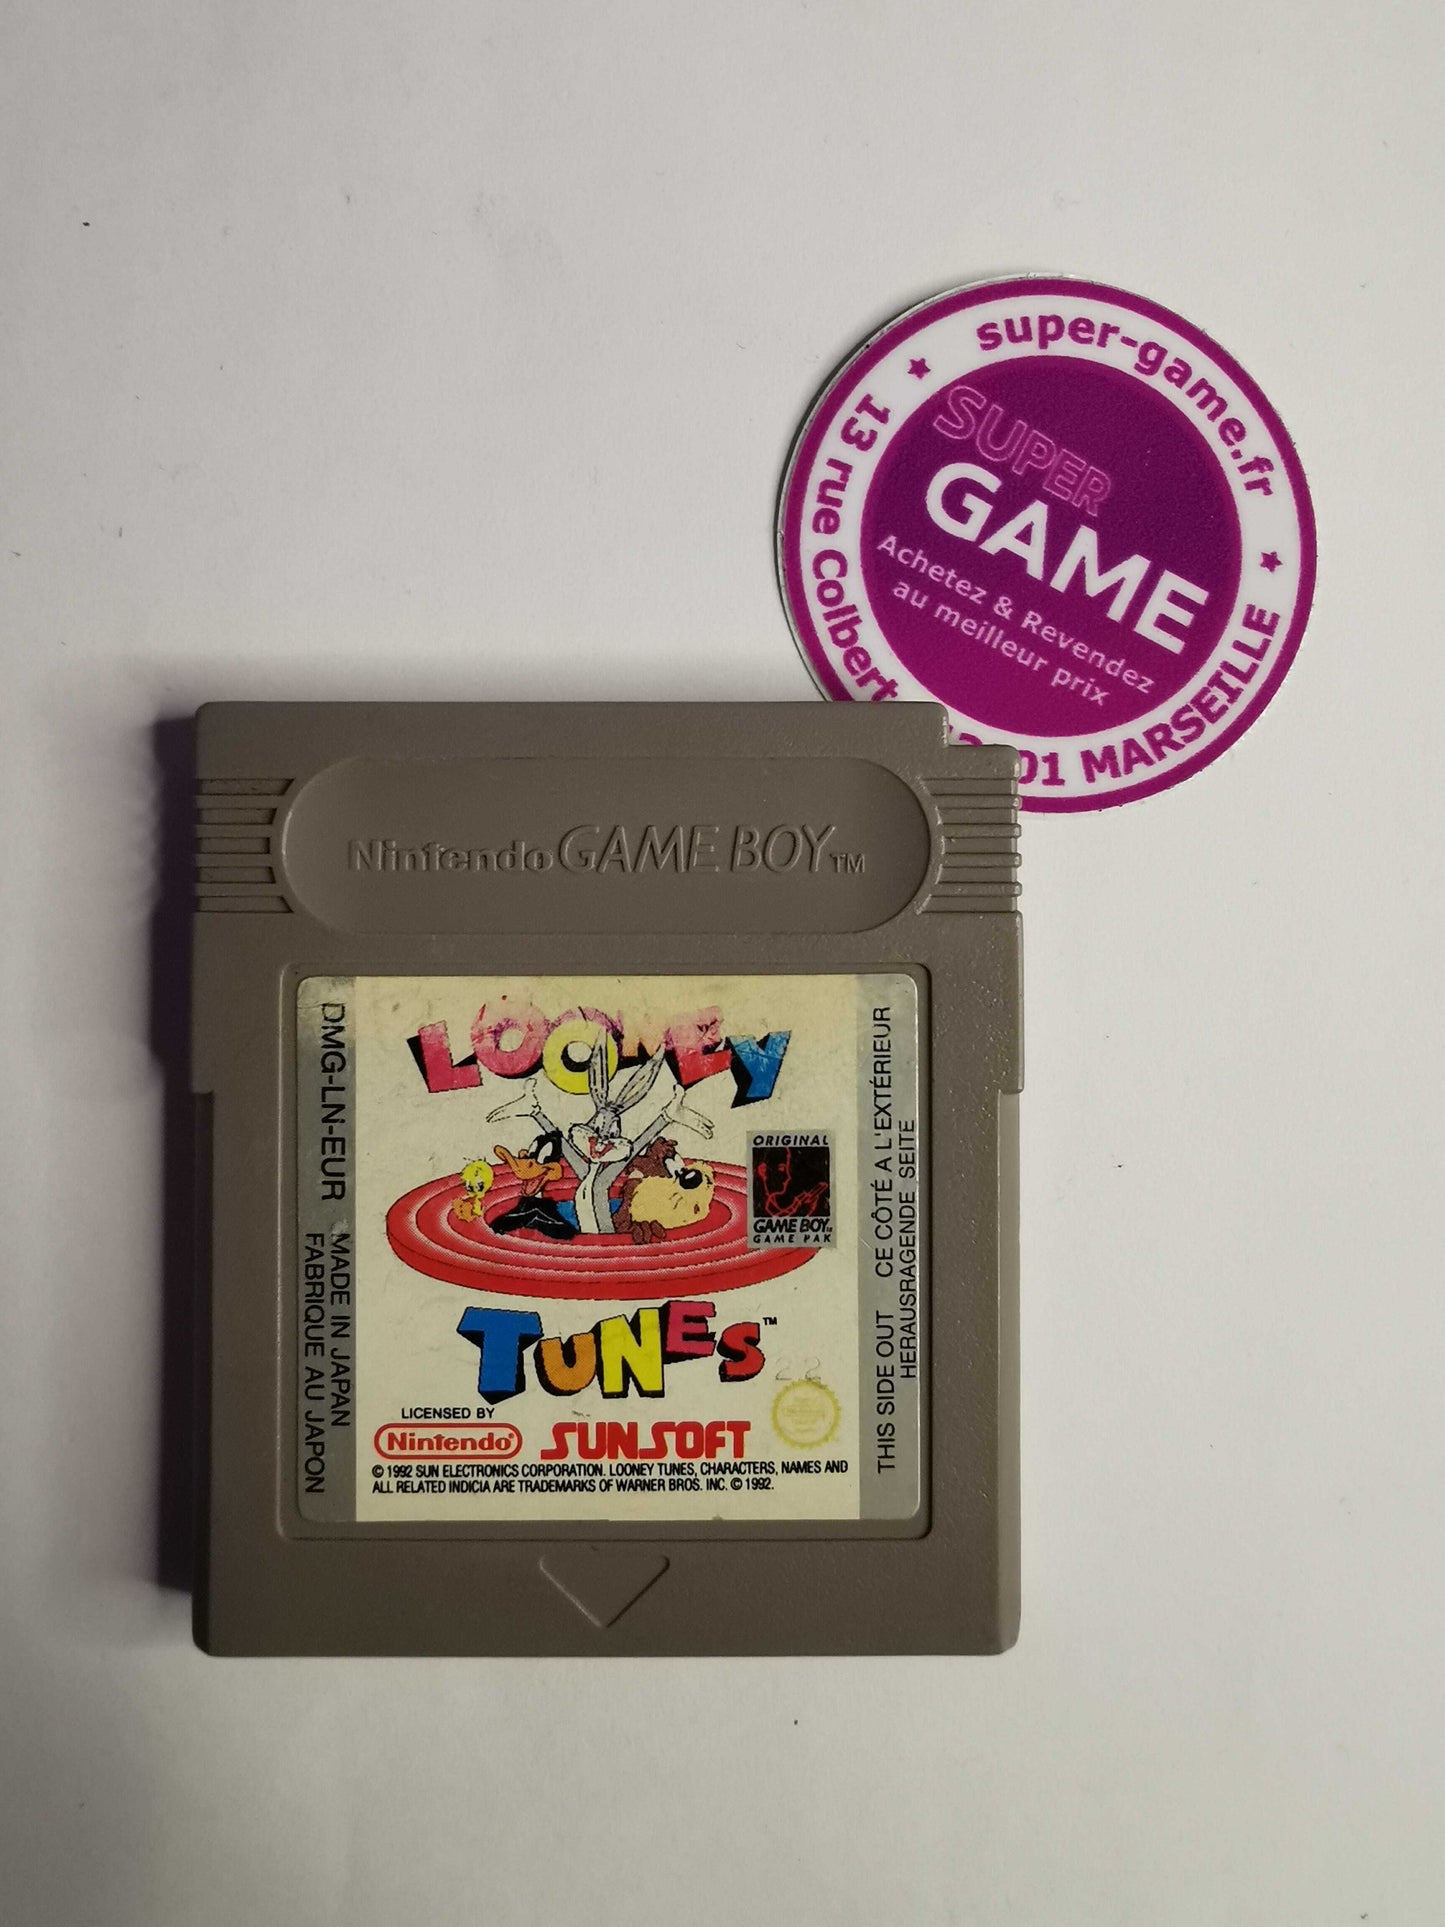 super-game.fr
13 rue Colbert
01 MARSEILLE
SUPER
GAME
Achetez & Revendez
au meilleur prix
Nintendo GAME BOY TM
DMG-LN-EUR MADE IN JAPAN
FABRIQUE AU JAPON
LOONEY
ORIGINAL
GAME BOY
GAME PAK
TUNES™
22
LICENSED BY
Nintendo
SUNSOFT
© 1992 SUN ELECTRONICS CORPORATION. LOONEY TUNES, CHARACTERS, NAMES AND
ALL RELATED INDICIA ARE TRADEMARKS OF WARNER BROS. INC. © 1992.
THIS SIDE OUT CE CÔTÉ A L'EXTÉRIEUR
HERAUSRAGENDE SEITE